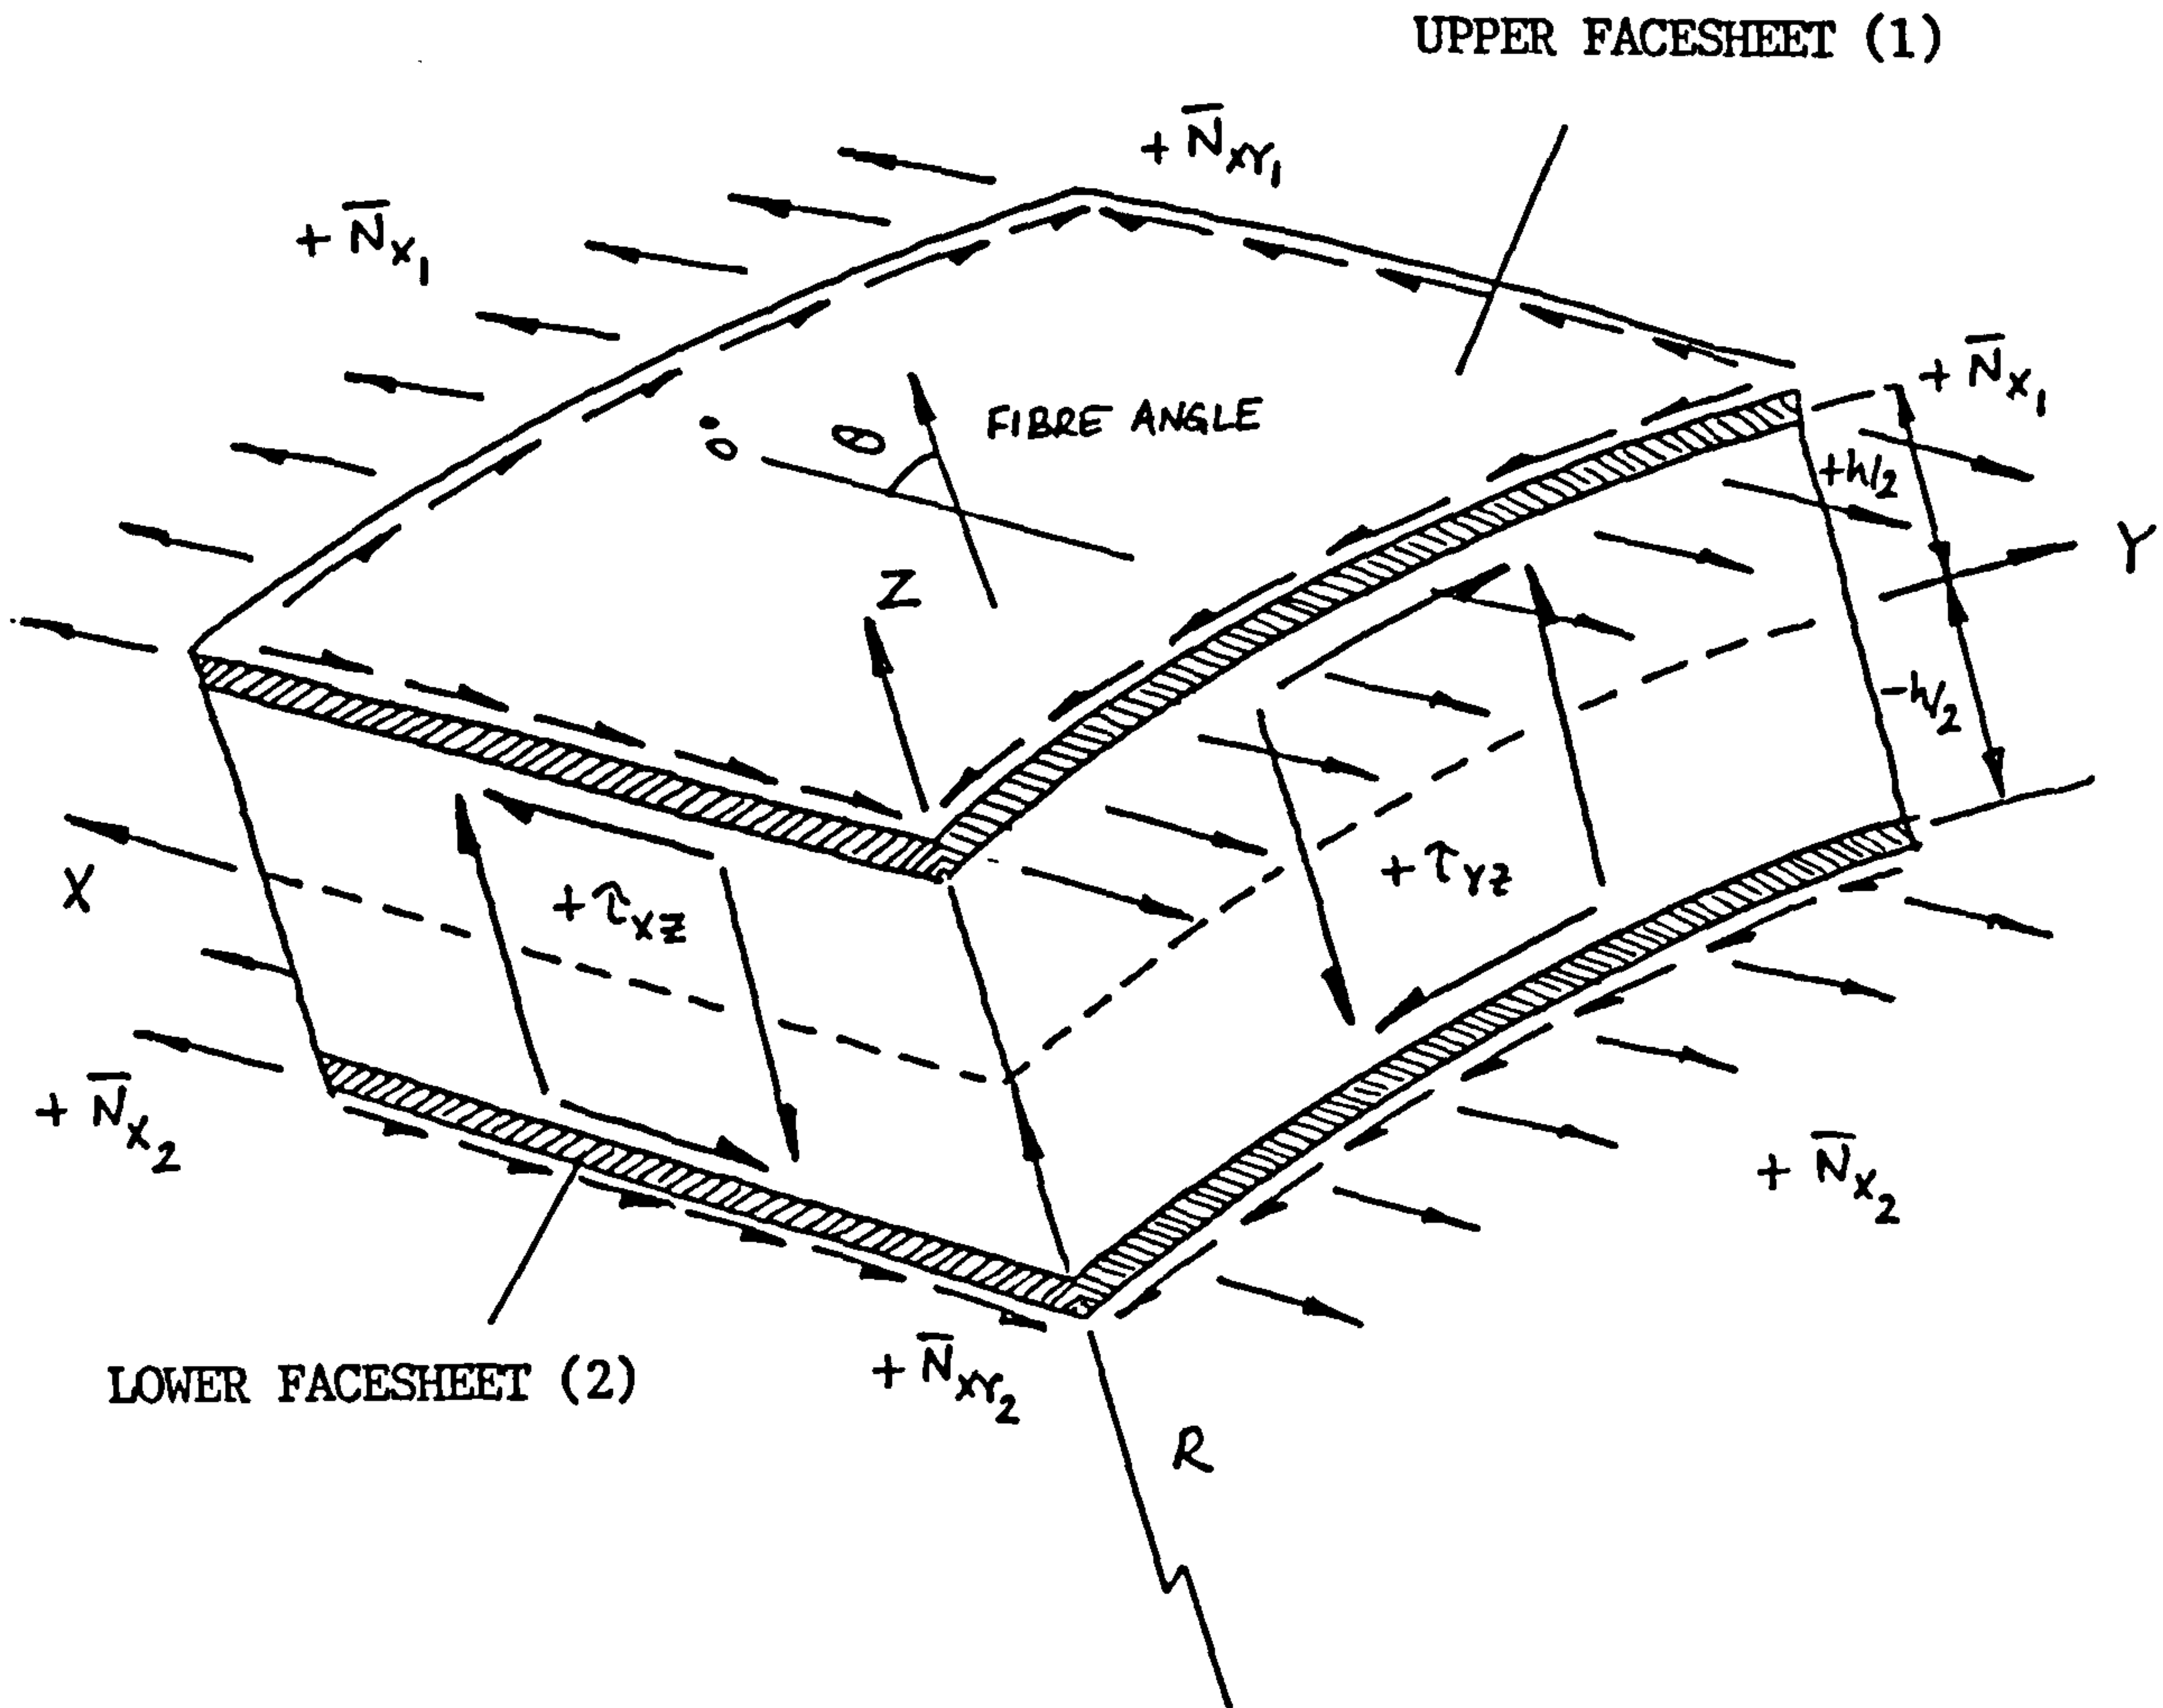 UPPER FACESHEET (1)
+ N̄XY1
+ N̄X1
+ N̄X1
0°
θ
FIBRE ANGLE
+h/2
Y
Z
-h/2
X
+ τXZ
+ τYZ
+ N̄X2
+ N̄X2
LOWER FACESHEET (2)
+ N̄XY2
R